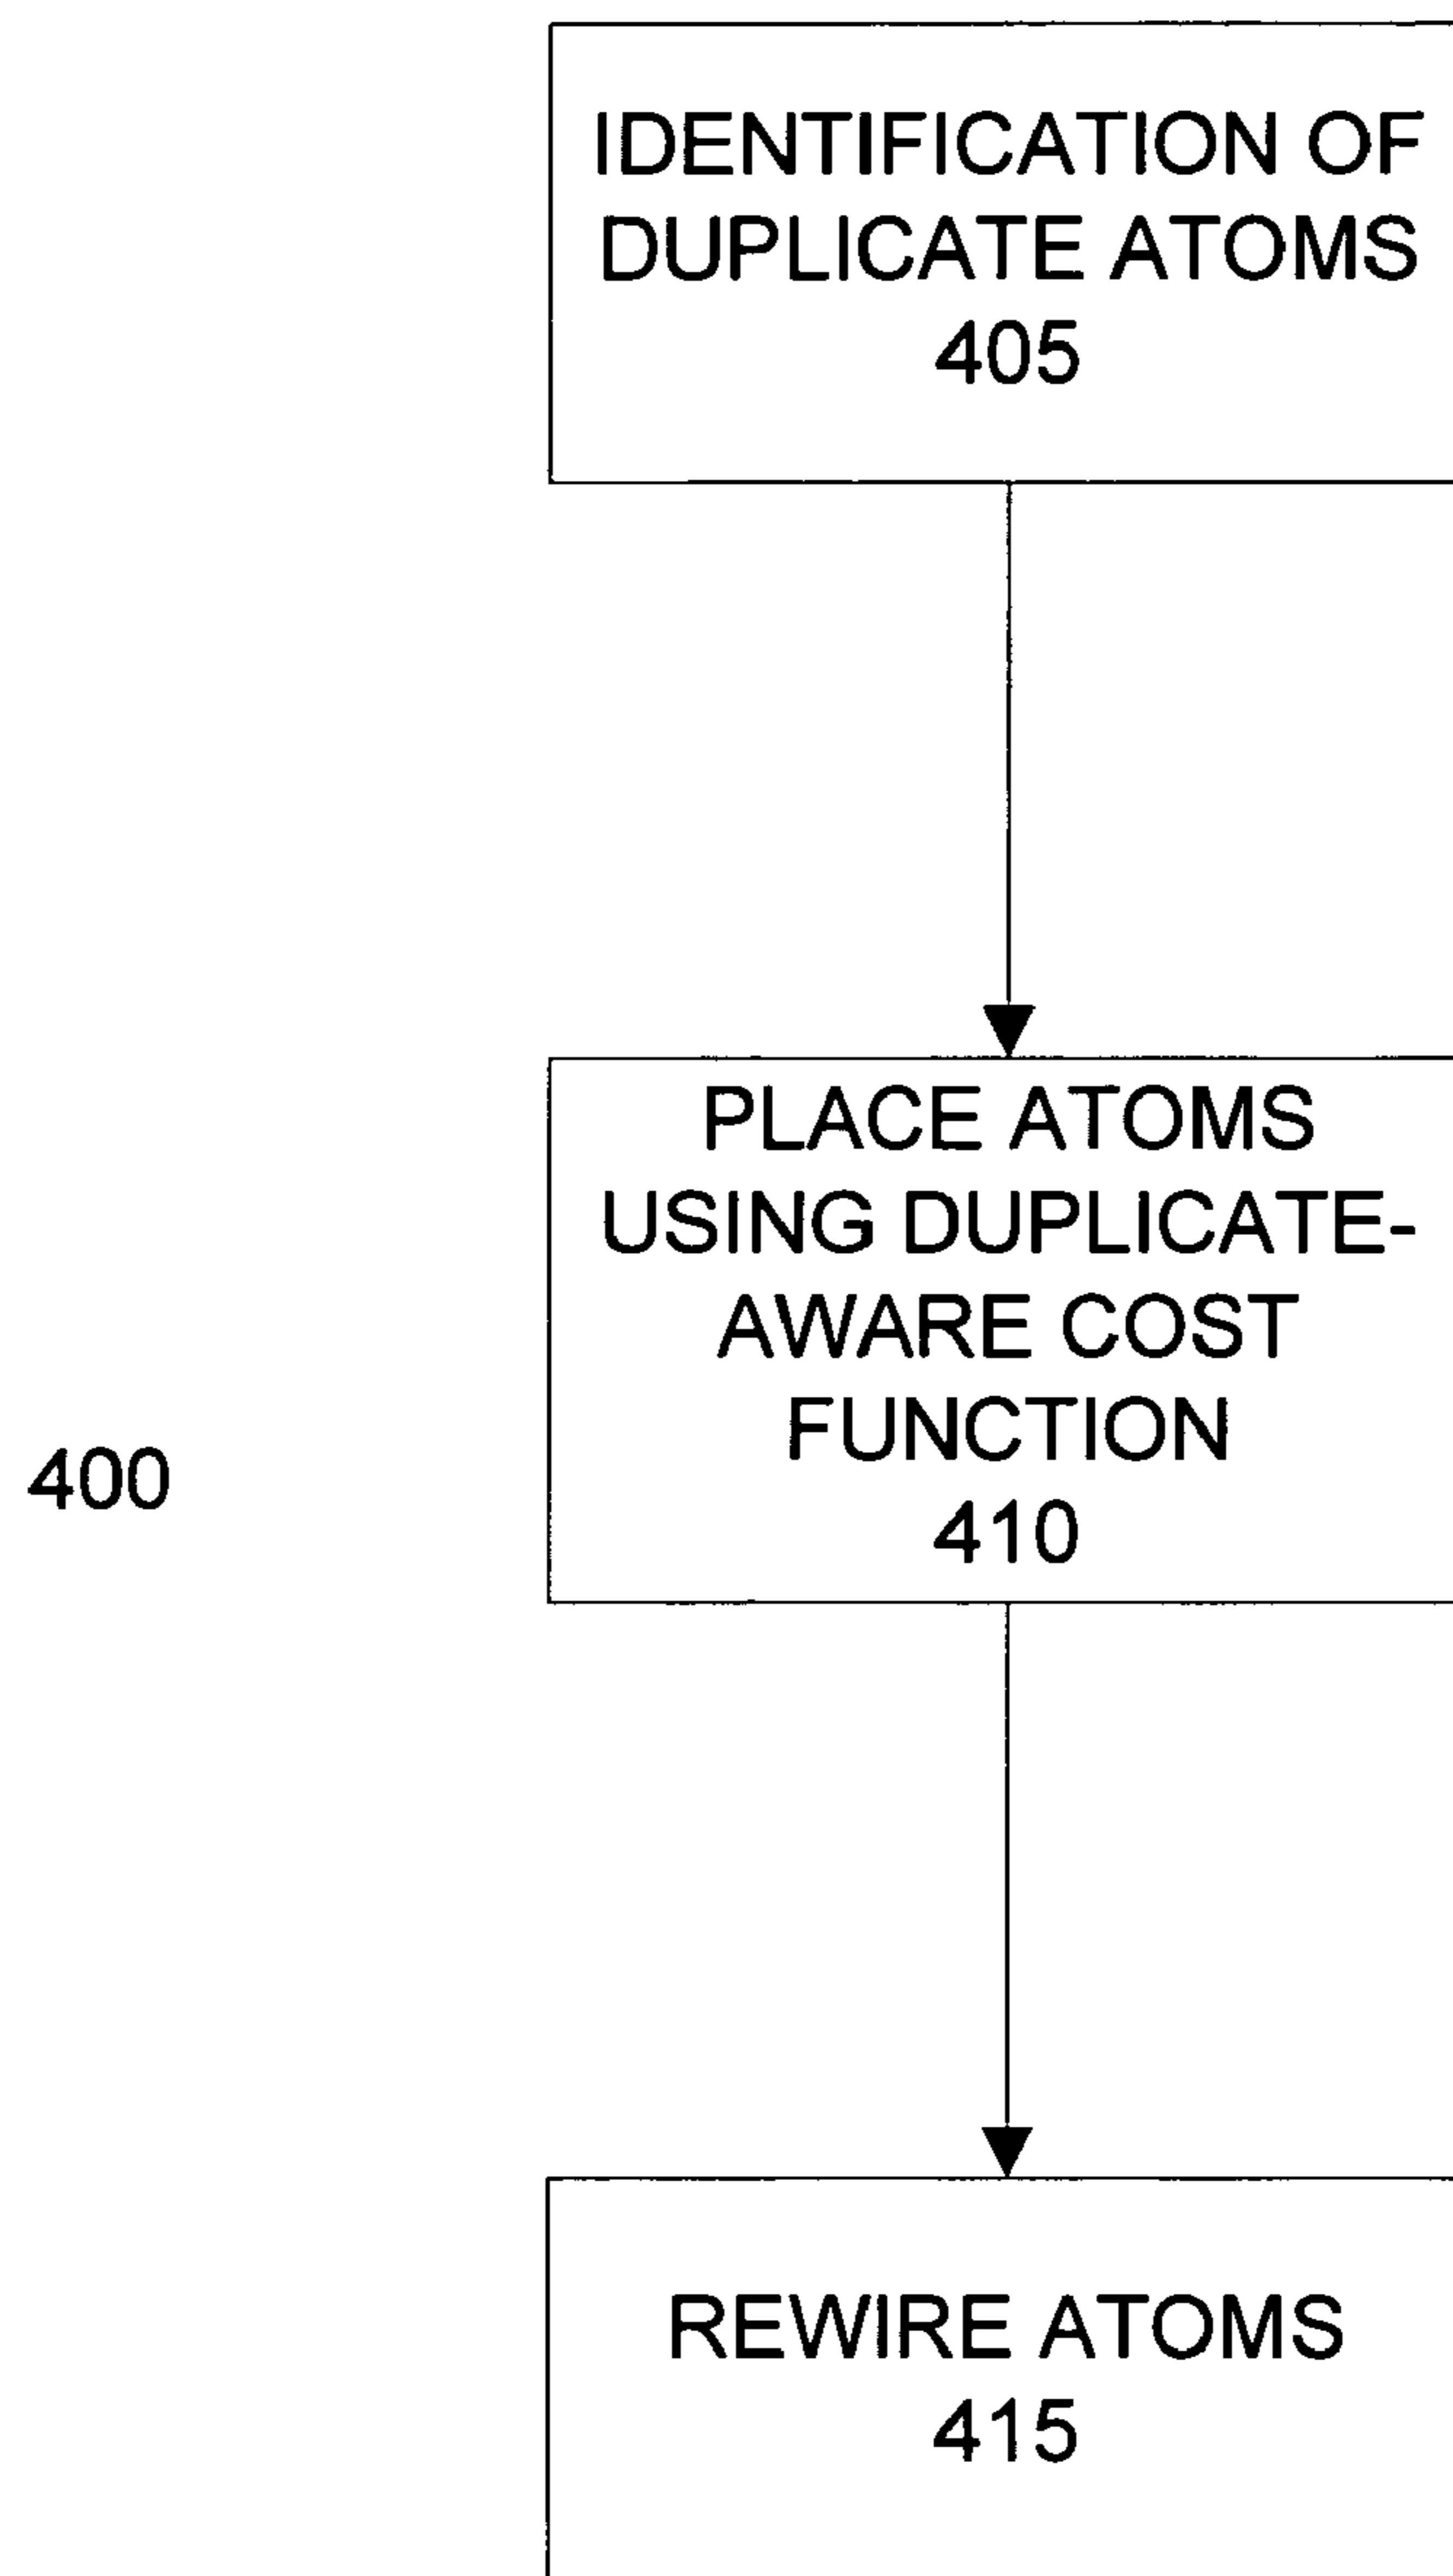 IDENTIFICATION OF
DUPLICATE ATOMS
405
PLACE ATOMS
USING DUPLICATE-
AWARE COST
FUNCTION
410
400
REWIRE ATOMS
415